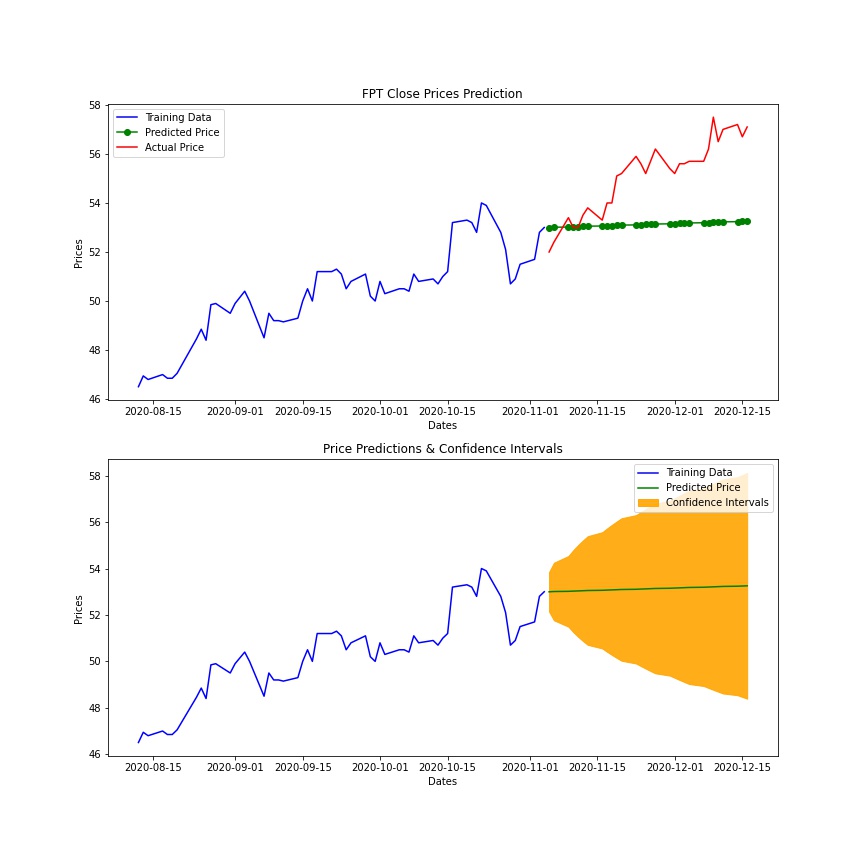 FPT Close Prices Prediction
Training Data
Predicted Price
Actual Price
58
56
54
52
50
48
46
Prices
2020-08-15 2020-09-01 2020-09-15 2020-10-01 2020-10-15 2020-11-01 2020-11-15 2020-12-01 2020-12-15
Dates
Price Predictions & Confidence Intervals
Training Data
Predicted Price
Confidence Intervals
58
56
54
52
50
48
46
Prices
2020-08-15 2020-09-01 2020-09-15 2020-10-01 2020-10-15 2020-11-01 2020-11-15 2020-12-01 2020-12-15
Dates